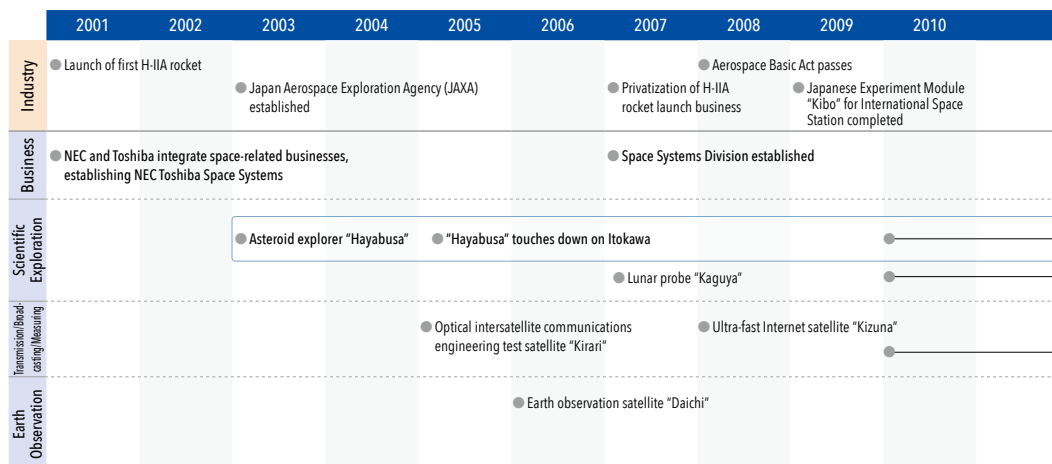 2001 2002 2003 2004 2005 2006 2007 2008 2009 2010
Industry
Launch of first H-IIA rocket
Japan Aerospace Exploration Agency (JAXA)
established
Privatization of H-IIA
rocket launch business
Aerospace Basic Act passes
Japanese Experiment Module
“Kibo” for International Space
Station completed
Business
NEC and Toshiba integrate space-related businesses,
establishing NEC Toshiba Space Systems
Space Systems Division established
Scientific
Exploration
Asteroid explorer “Hayabusa”
“Hayabusa” touches down on Itokawa
Lunar probe “Kaguya”
Transmission/Broad-
casting/Measuring
Optical intersatellite communications
engineering test satellite “Kirari”
Ultra-fast Internet satellite “Kizuna”
Earth
Observation
Earth observation satellite “Daichi”